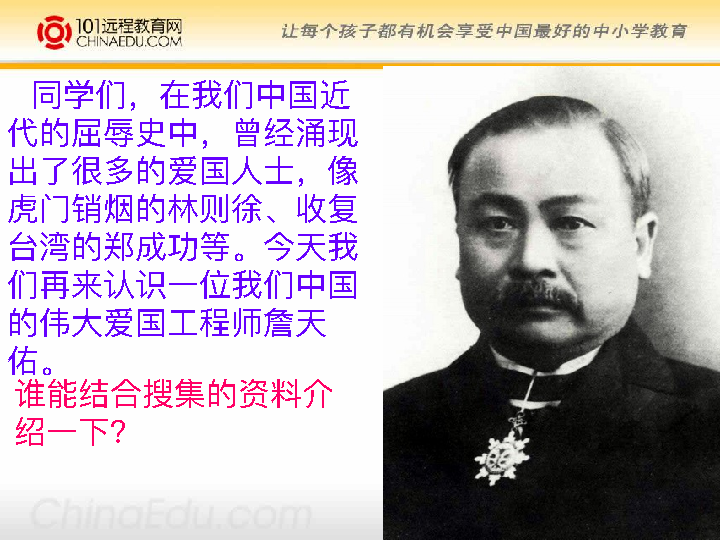 101远程教育网
CHINAEDU.COM
让每个孩子都有机会享受中国最好的中小学教育
同学们，在我们中国近
代的屈辱史中，曾经涌现
出了很多的爱国人士，像
虎门销烟的林则徐、收复
台湾的郑成功等。今天我
们再来认识一位我们中国
的伟大爱国工程师詹天
佑。
谁能结合搜集的资料介
绍一下?
ChinaEdu.com